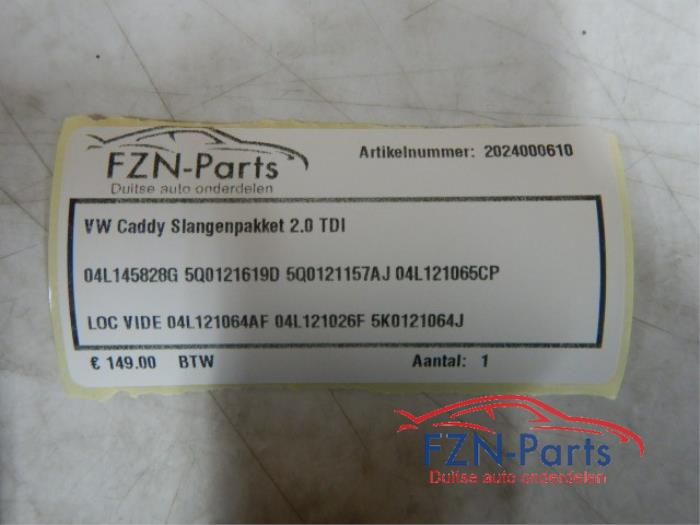 FZN-Parts
Duitse auto onderdelen
Artikelnummer: 2024000610
VW Caddy Slangenpakket 2.0 TDI
04L145828G 5Q0121619D 5Q0121157AJ 04L121065CP
LOC VIDE 04L121064AF 04L121026F 5K0121064J
€ 149.00 BTW Aantal: 1
FZN-Parts
Duitse auto onderdelen